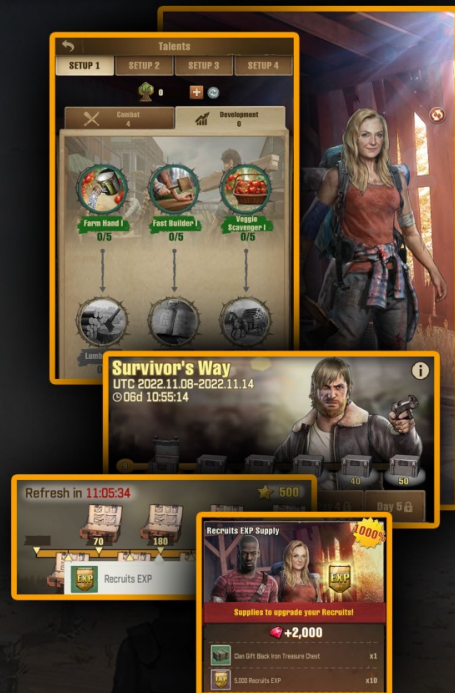 Talents
SETUP 1
SETUP 2
SETUP 3
SETUP 4
0
Combat
4
Development
0
Farm Hand I
0/5
Fast Builder I
0/5
Veggie
Scavenger I
0/5
Survivor's Way
UTC 2022.11.08-2022.11.14
06d 10:55:14
40
50
Day 5
Refresh in 11:05:34
500
70
180
EXP
Recruits EXP
Recruits EXP Supply
1000%
EXP
Supplies to upgrade your Recruits!
+2,000
Clan Gift Black Iron Treasure Chest
x1
EXP
5,000 Recruits EXP
x10